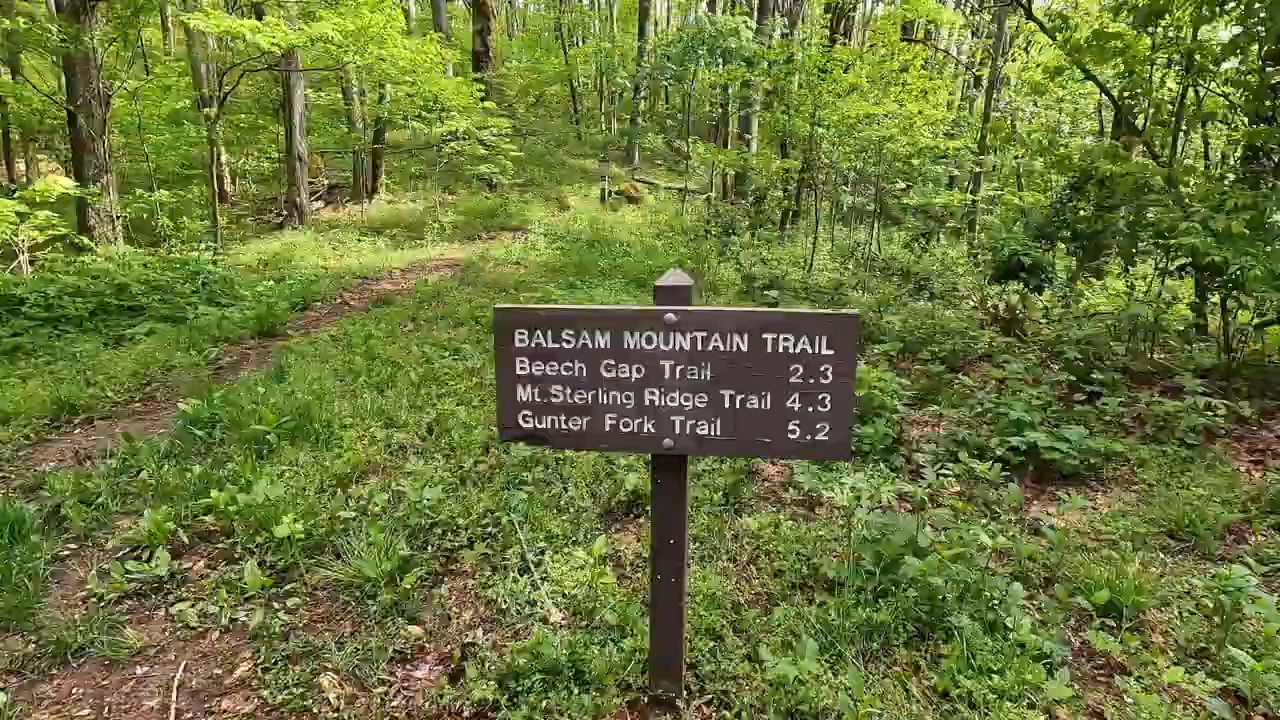 BALSAM MOUNTAIN TRAIL
Beech Gap Trail 2.3
Mt.Sterling Ridge Trail 4.3
Gunter Fork Trail 5.2